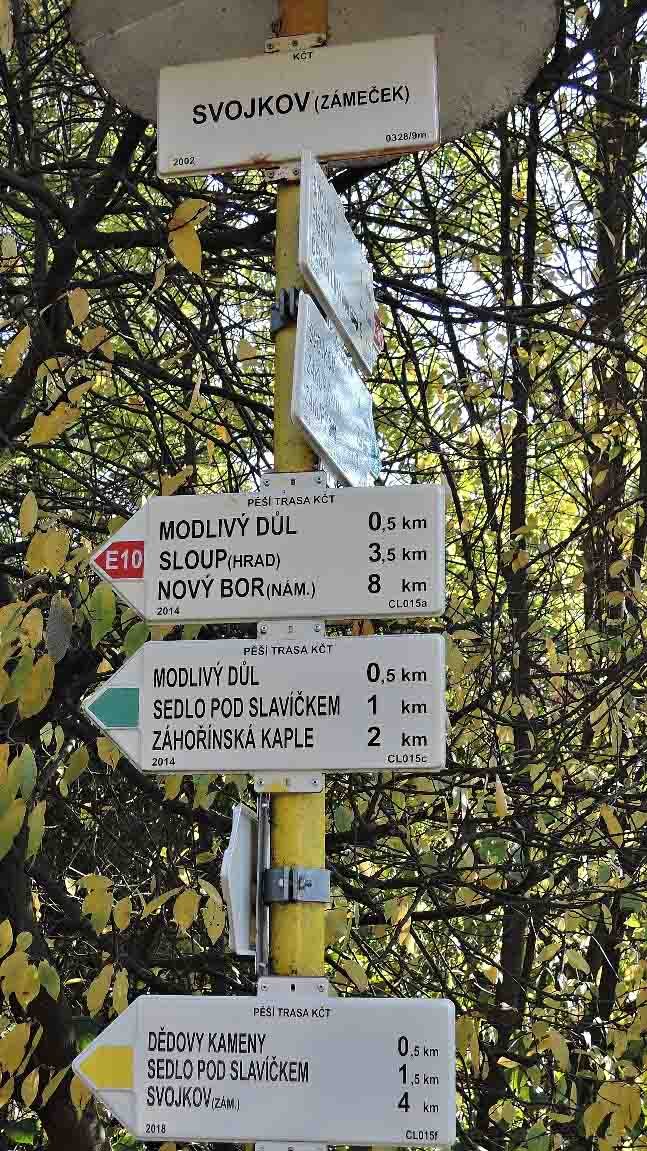 KČT
SVOJKOV (ZÁMEČEK)
2002 0328/9m
PĚŠÍ TRASA KČT
MODLIVÝ DŮL 0,5 km
E10 SLOUP (HRAD) 3,5 km
NOVÝ BOR (NÁM.) 8 km
2014 CL015a
PĚŠÍ TRASA KČT
MODLIVÝ DŮL 0,5 km
SEDLO POD SLAVÍČKEM 1 km
ZÁHOŘÍNSKÁ KAPLE 2 km
2014 CL015c
PĚŠÍ TRASA KČT
DĚDOVY KAMENY 0,5 km
SEDLO POD SLAVÍČKEM 1,5 km
SVOJKOV (ZÁM.) 4 km
2018 CL015f